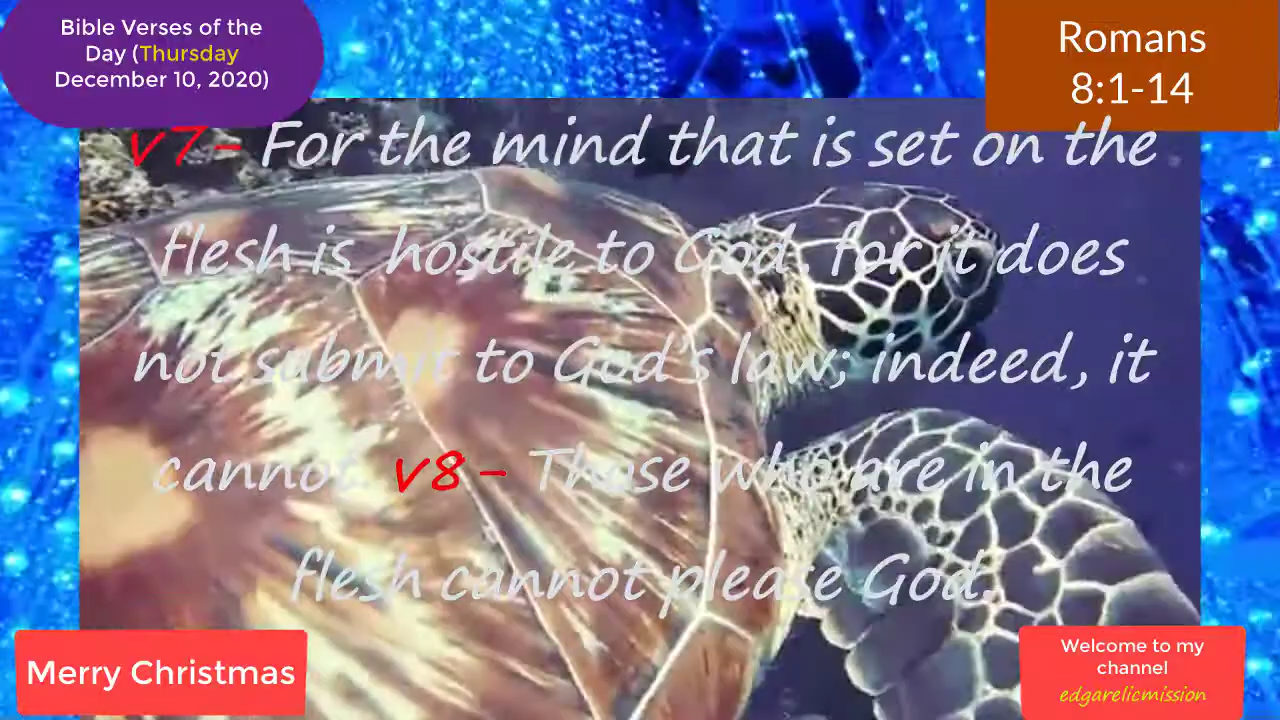 Bible Verses of the
Day (Thursday
December 10, 2020)
Romans
8:1-14
v7 – For the mind that is set on the
flesh is hostile to God, for it does
not submit to God's law; indeed, it
cannot. v8 – Those who are in the
flesh cannot please God.
Merry Christmas
Welcome to my
channel
edgarelicmission